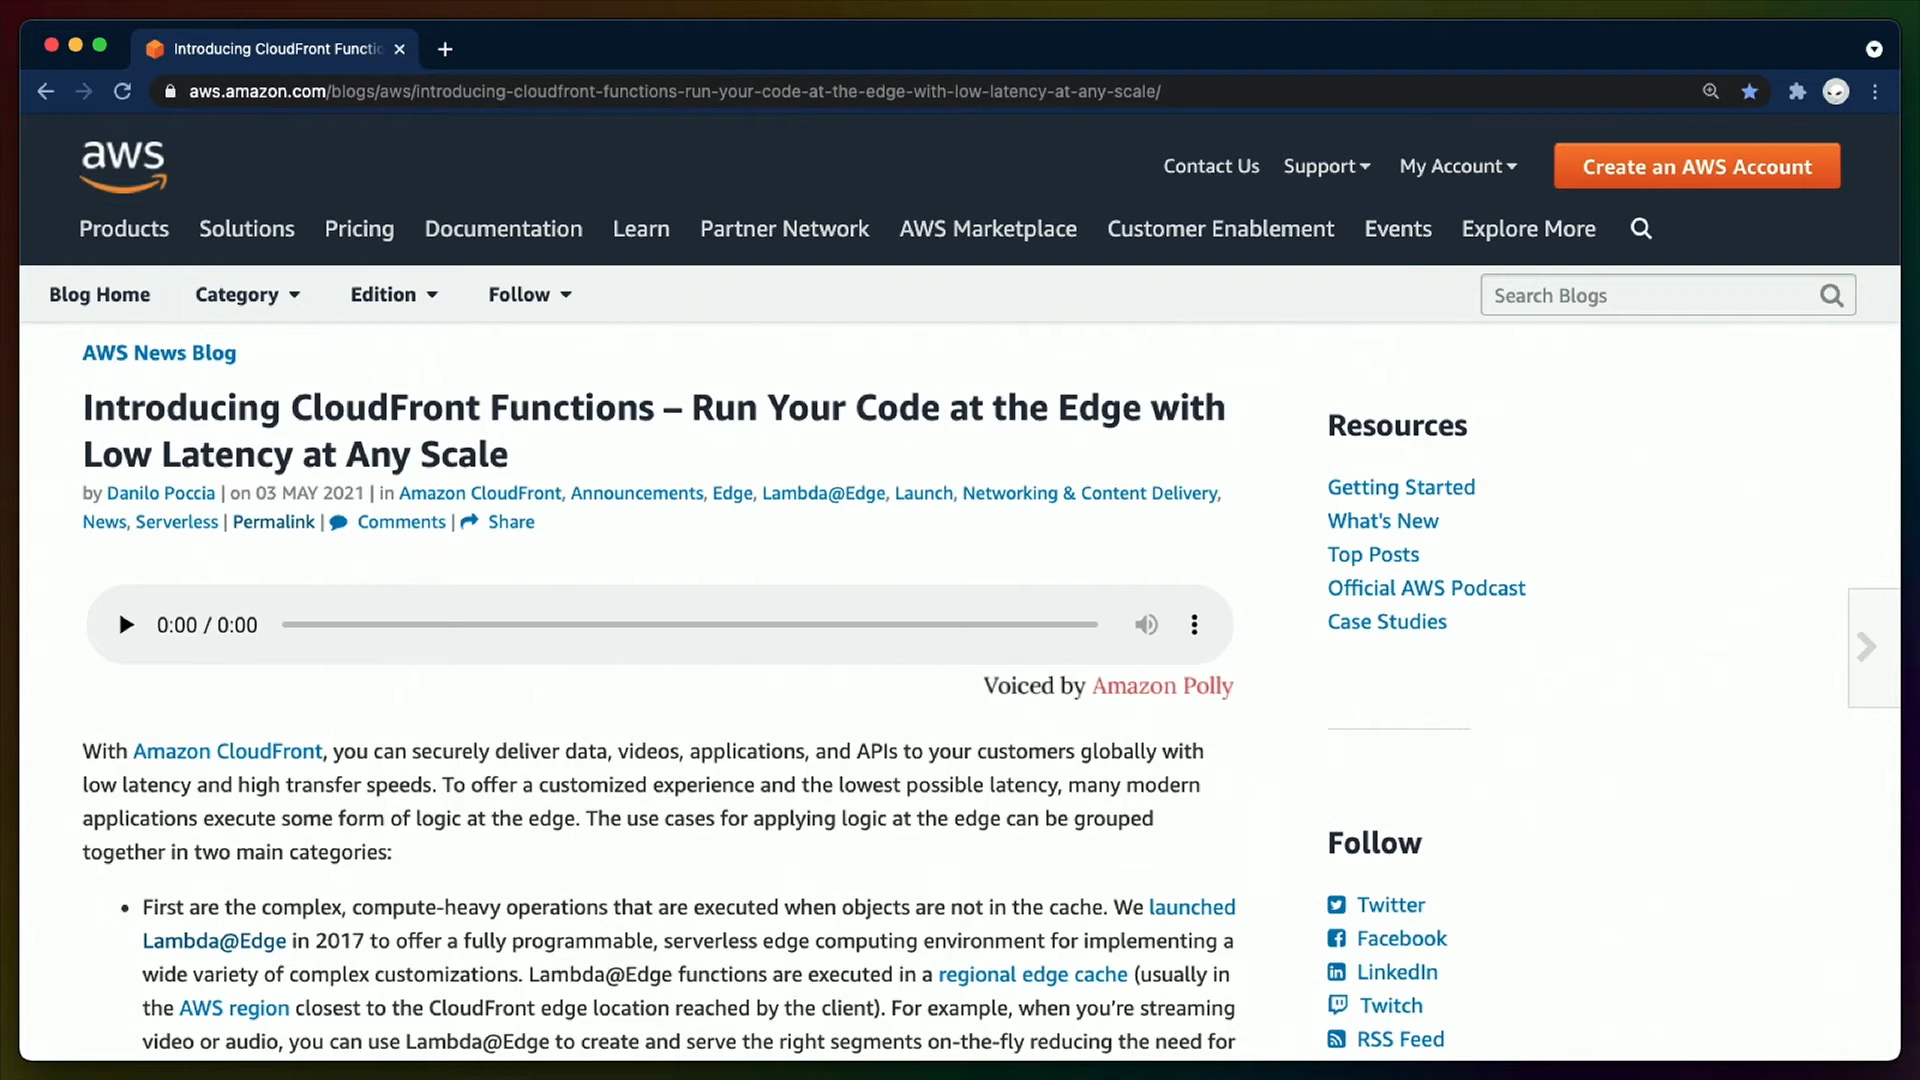 Introducing CloudFront Functio
aws.amazon.com/blogs/aws/introducing-cloudfront-functions-run-your-code-at-the-edge-with-low-latency-at-any-scale/
aws
Contact Us Support My Account Create an AWS Account
Products Solutions Pricing Documentation Learn Partner Network AWS Marketplace Customer Enablement Events Explore More
Blog Home Category Edition Follow Search Blogs
AWS News Blog
Introducing CloudFront Functions – Run Your Code at the Edge with
Low Latency at Any Scale
by Danilo Poccia | on 03 MAY 2021 | in Amazon CloudFront, Announcements, Edge, Lambda@Edge, Launch, Networking & Content Delivery,
News, Serverless | Permalink | Comments | Share
0:00 / 0:00
Voiced by Amazon Polly
With Amazon CloudFront, you can securely deliver data, videos, applications, and APIs to your customers globally with
low latency and high transfer speeds. To offer a customized experience and the lowest possible latency, many modern
applications execute some form of logic at the edge. The use cases for applying logic at the edge can be grouped
together in two main categories:
• First are the complex, compute-heavy operations that are executed when objects are not in the cache. We launched
Lambda@Edge in 2017 to offer a fully programmable, serverless edge computing environment for implementing a
wide variety of complex customizations. Lambda@Edge functions are executed in a regional edge cache (usually in
the AWS region closest to the CloudFront edge location reached by the client). For example, when you’re streaming
video or audio, you can use Lambda@Edge to create and serve the right segments on-the-fly reducing the need for
Resources
Getting Started
What's New
Top Posts
Official AWS Podcast
Case Studies
Follow
Twitter
Facebook
LinkedIn
Twitch
RSS Feed